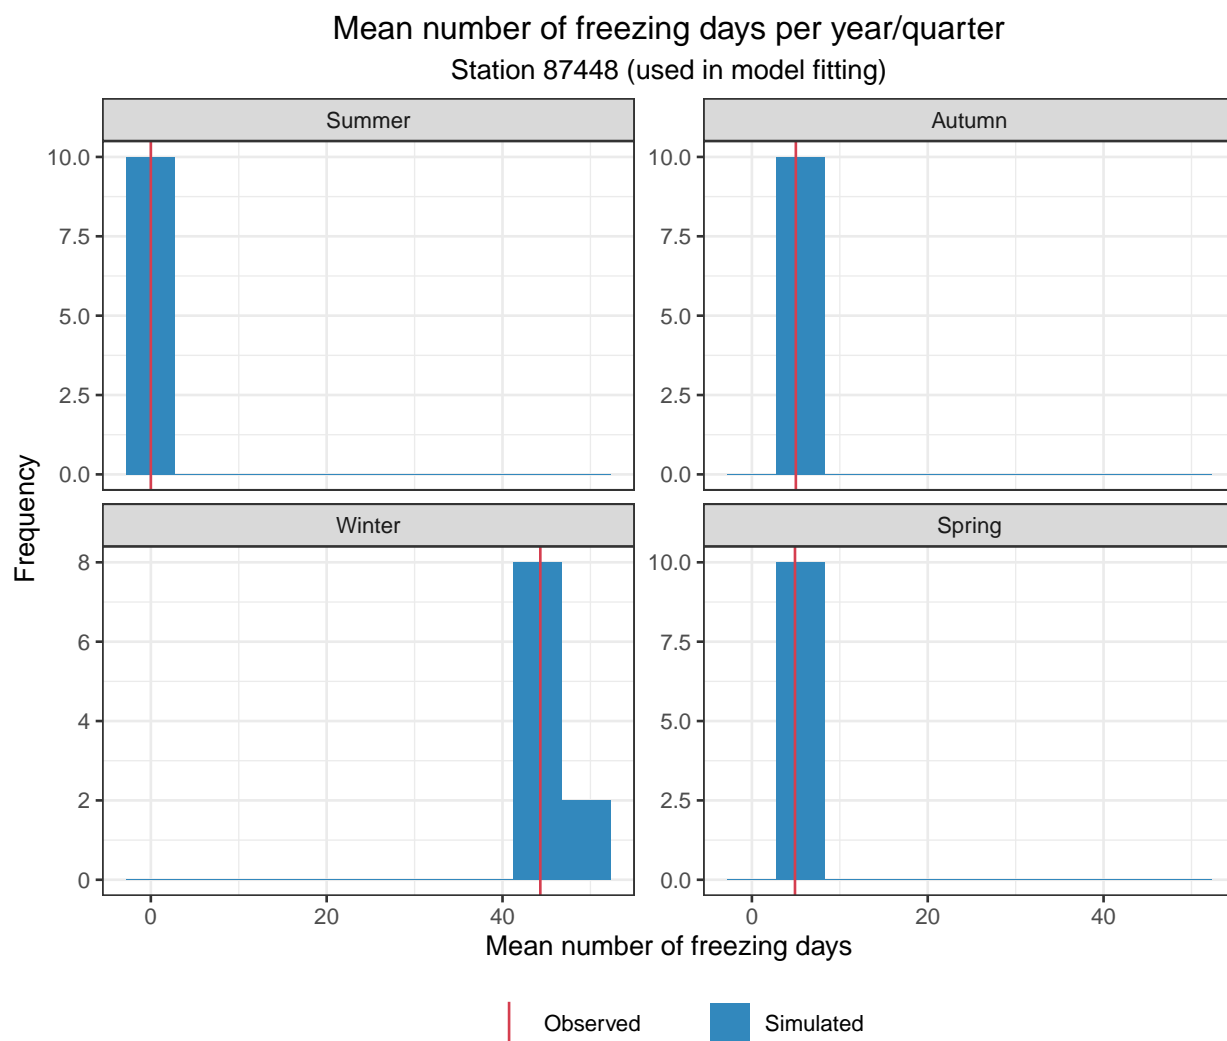 Mean number of freezing days per year/quarter
Station 87448 (used in model fitting)
Summer
Autumn
10.0
7.5
5.0
2.5
0.0
10.0
7.5
5.0
2.5
0.0
Frequency
Winter
Spring
8
6
4
2
0
10.0
7.5
5.0
2.5
0.0
0 20 40
0 20 40
Mean number of freezing days
Observed
Simulated